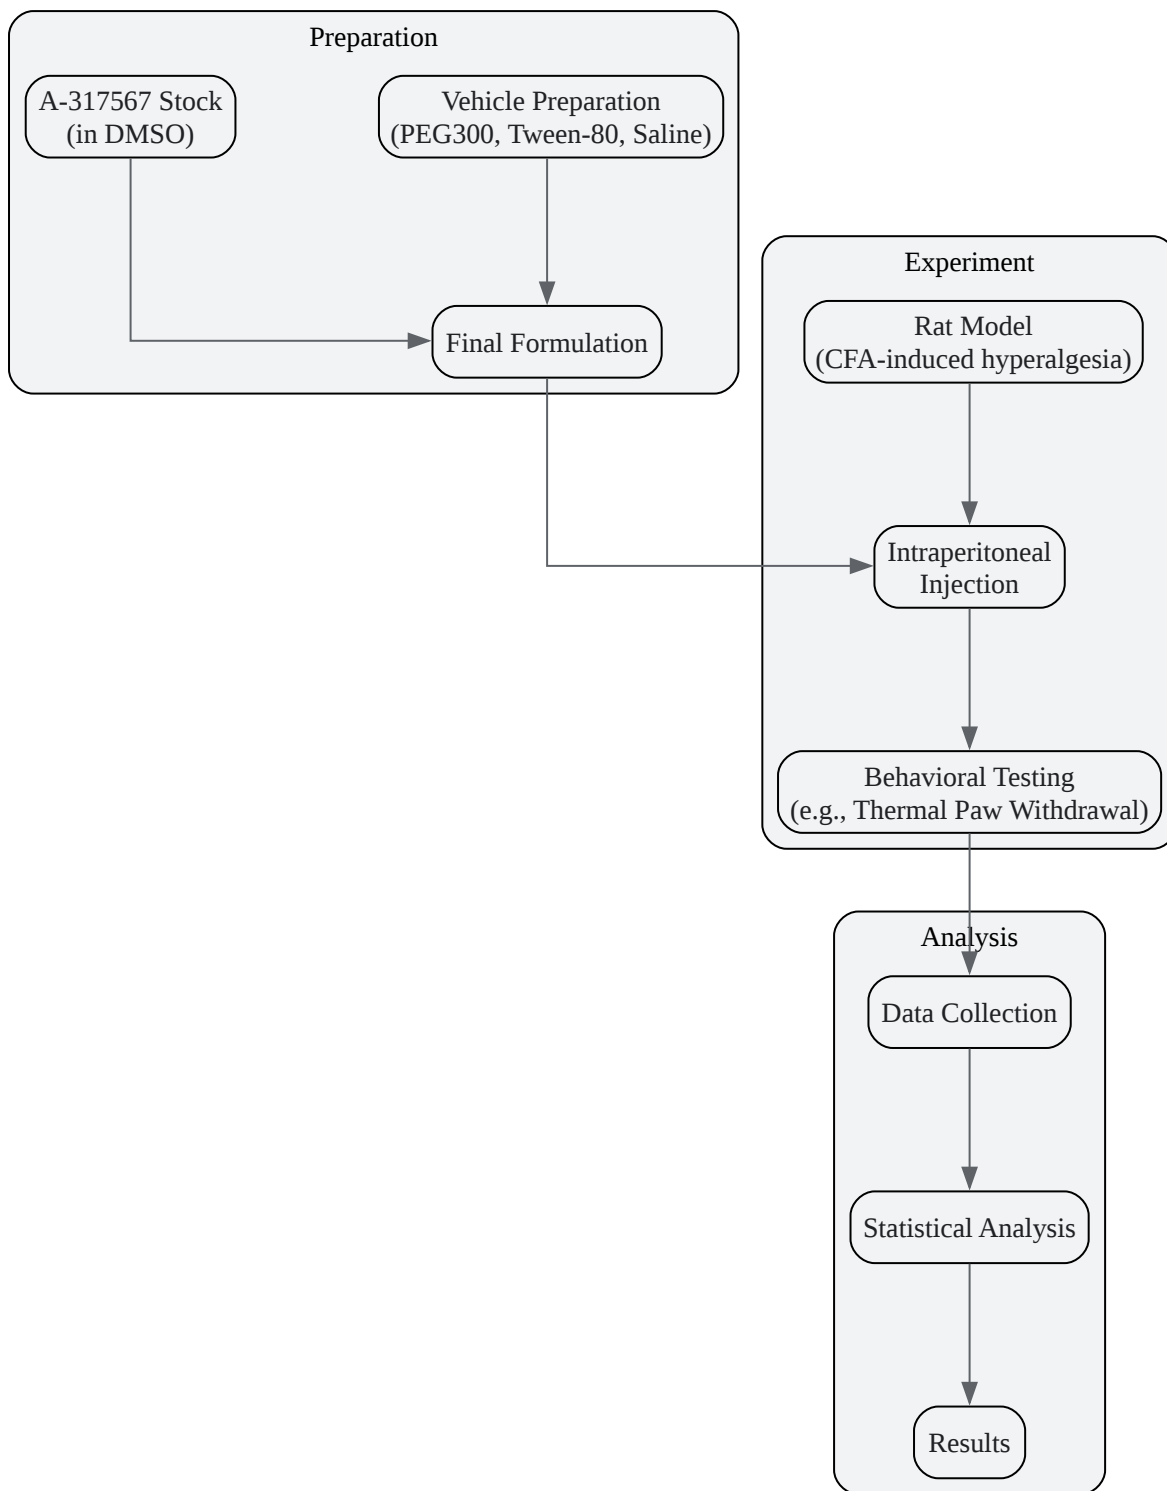 Preparation
A-317567 Stock
(in DMSO)
Vehicle Preparation
(PEG300, Tween-80, Saline)
Final Formulation
Experiment
Rat Model
(CFA-induced hyperalgesia)
Intraperitoneal
Injection
Behavioral Testing
(e.g., Thermal Paw Withdrawal)
Analysis
Data Collection
Statistical Analysis
Results